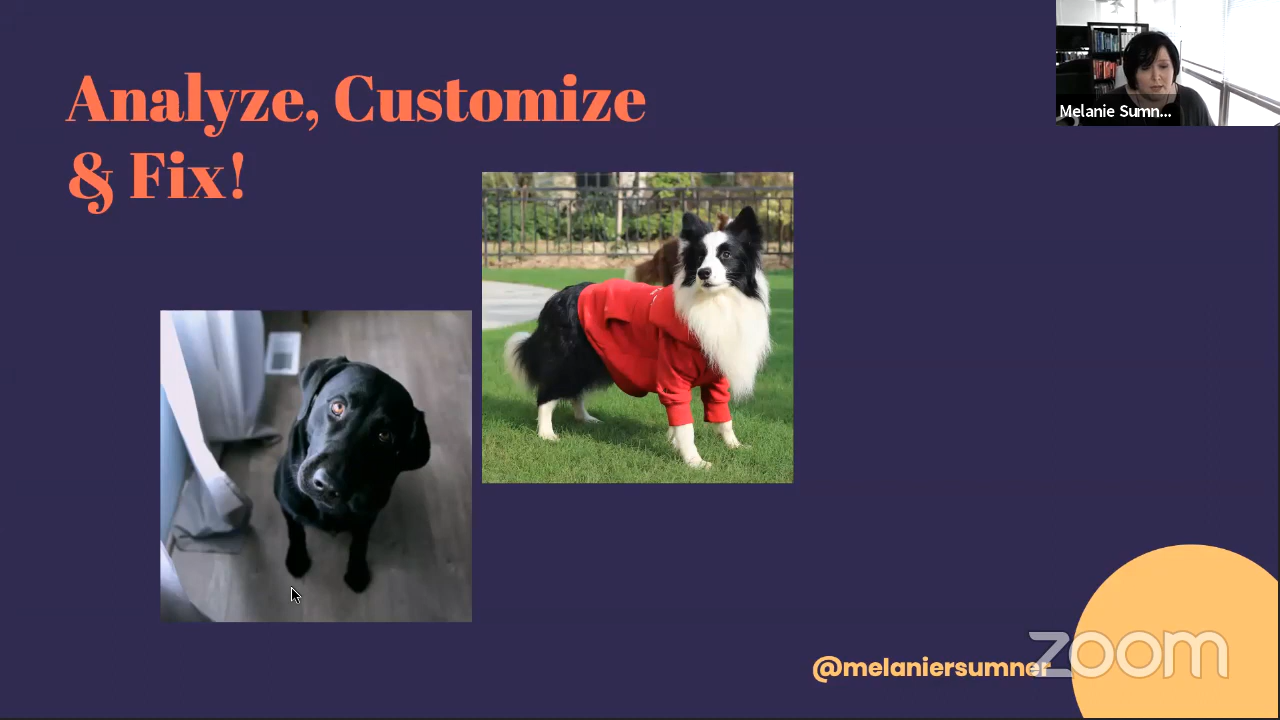 Analyze, Customize
& Fix!
Melanie Sumn...
@melaniersumner
zoom